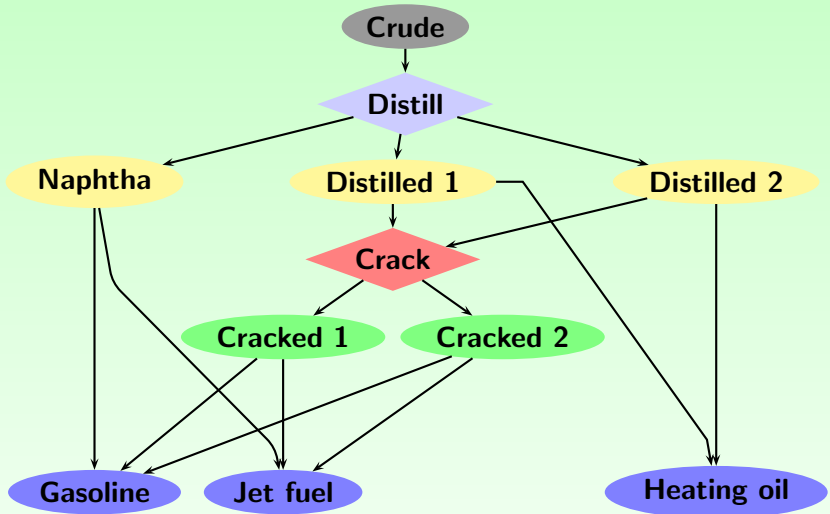 Crude
Distill
Naphtha
Distilled 1
Distilled 2
Crack
Cracked 1
Cracked 2
Gasoline
Jet fuel
Heating oil